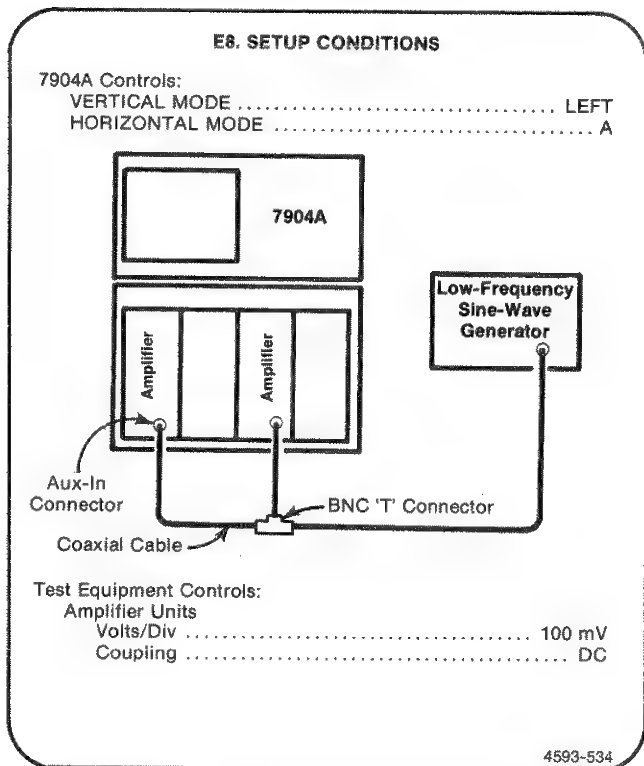 E8. SETUP CONDITIONS
7904A Controls:
VERTICAL MODE ................................ LEFT
HORIZONTAL MODE ................................ A
7904A
Low-Frequency
Sine-Wave
Generator
Amplifier
Amplifier
Aux-In
Connector
BNC 'T' Connector
Coaxial Cable
Test Equipment Controls:
Amplifier Units
Volts/Div .................................. 100 mV
Coupling ...................................... DC
4593-534